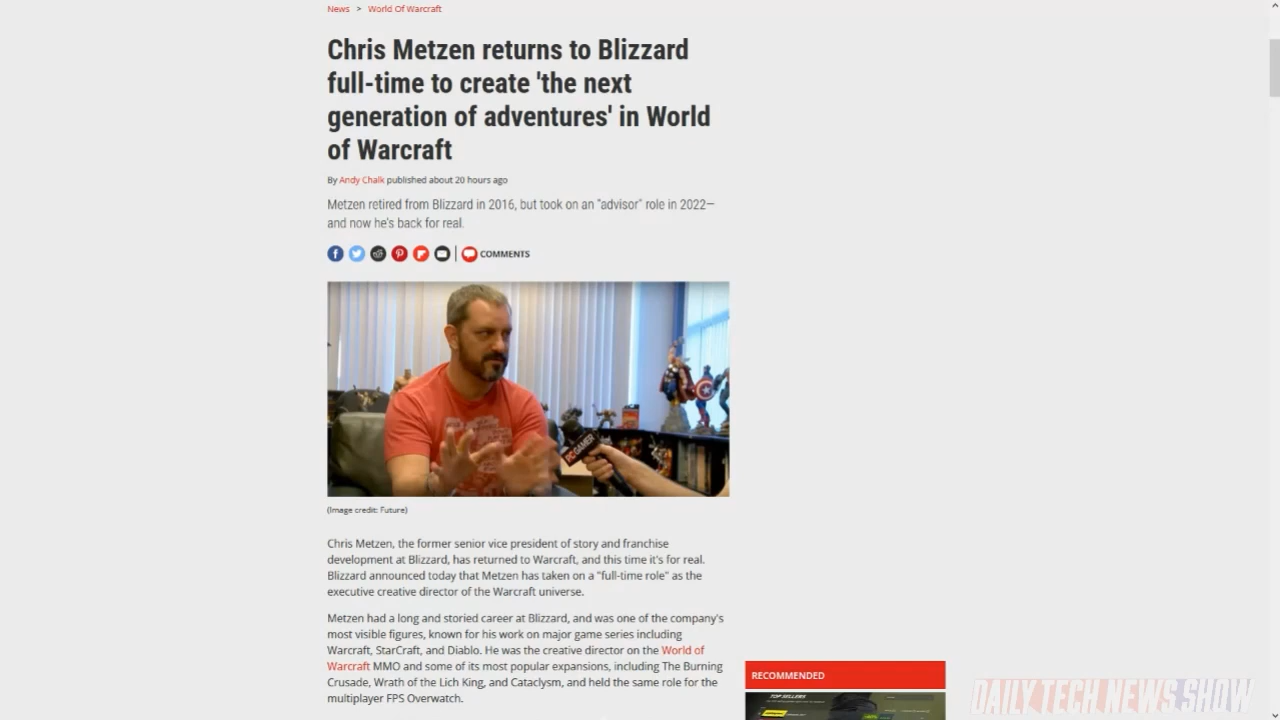 News > World Of Warcraft
Chris Metzen returns to Blizzard
full-time to create 'the next
generation of adventures' in World
of Warcraft
By Andy Chalk published about 20 hours ago
Metzen retired from Blizzard in 2016, but took on an "advisor" role in 2022—
and now he's back for real.
COMMENTS
PC GAMER
(Image credit: Future)
Chris Metzen, the former senior vice president of story and franchise
development at Blizzard, has returned to Warcraft, and this time it's for real.
Blizzard announced today that Metzen has taken on a "full-time role" as the
executive creative director of the Warcraft universe.
Metzen had a long and storied career at Blizzard, and was one of the company's
most visible figures, known for his work on major game series including
Warcraft, StarCraft, and Diablo. He was the creative director on the World of
Warcraft MMO and some of its most popular expansions, including The Burning
Crusade, Wrath of the Lich King, and Cataclysm, and held the same role for the
multiplayer FPS Overwatch.
RECOMMENDED
TOP SELLERS
DAILY TECH NEWS SHOW